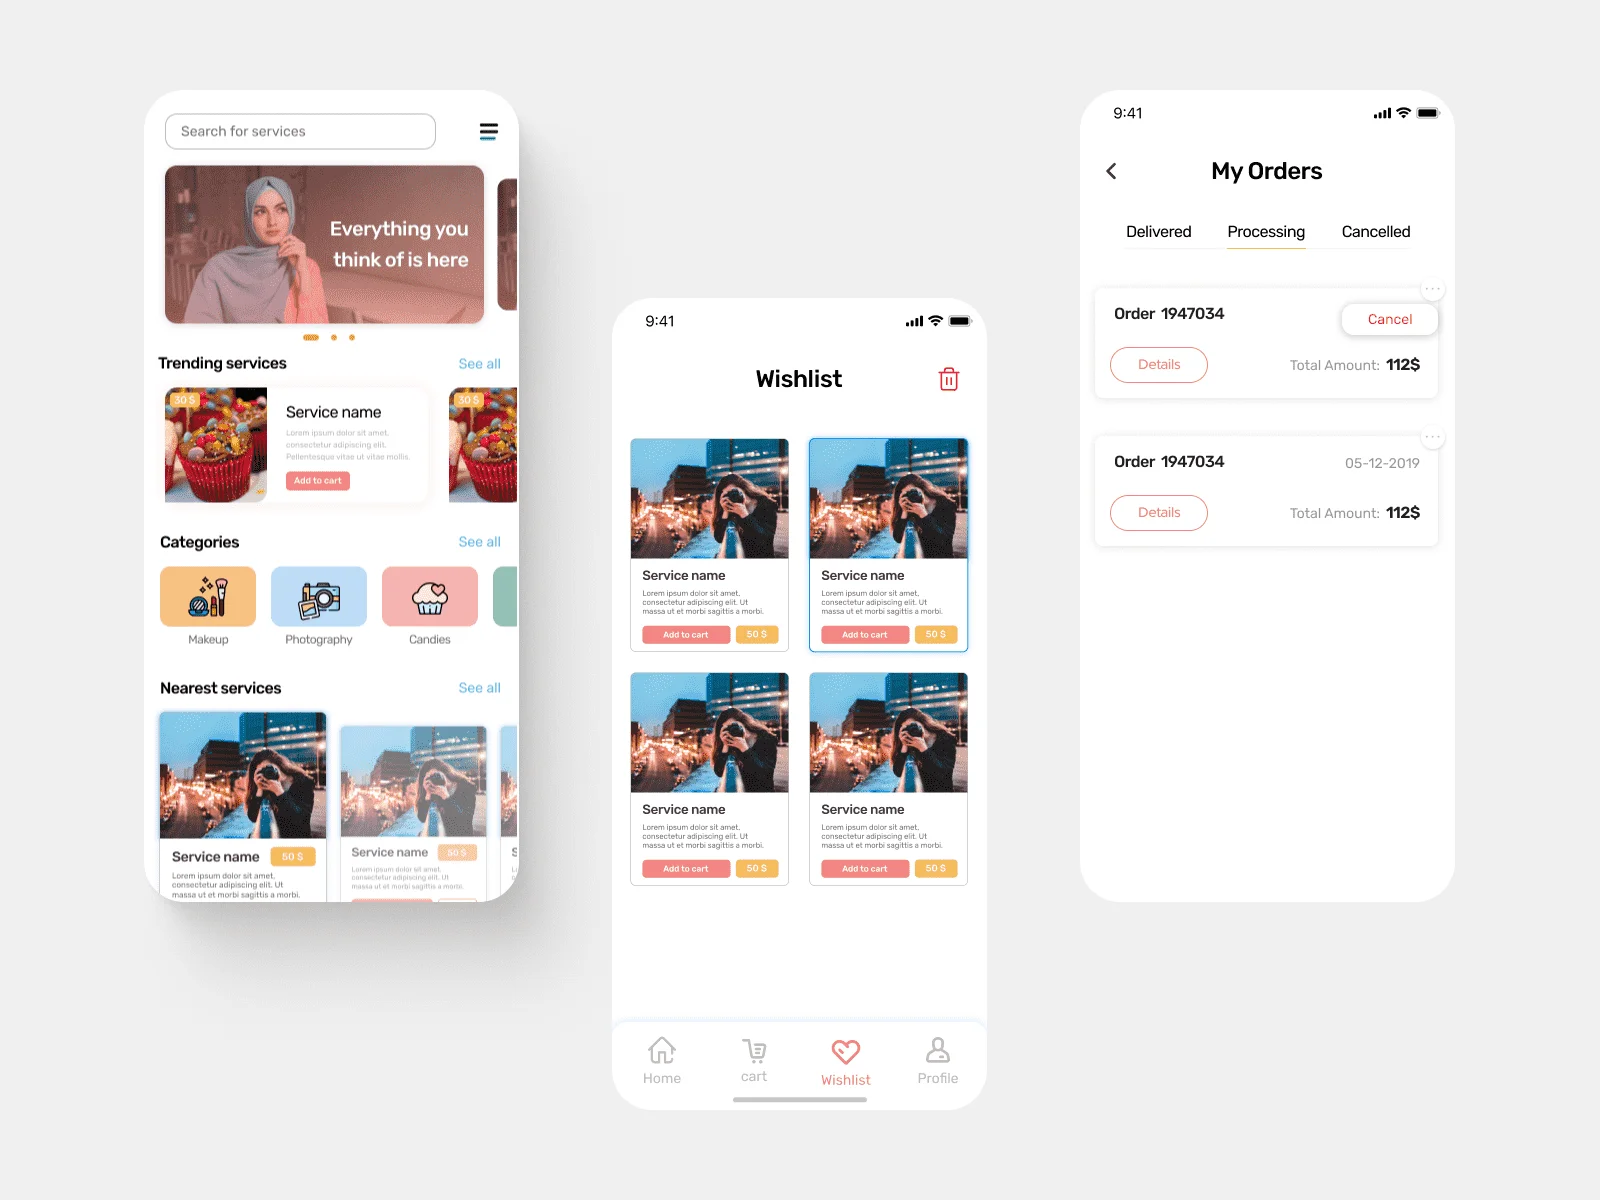 Search for services
Everything you
think of is here
Trending services
See all
30 $
Service name
Lorem ipsum dolor sit amet,
consectetur adipiscing elit.
Pellentesque vitae ut vitae mollis.
Add to cart
30 $
Categories
See all
Makeup
Photography
Candies
Nearest services
See all
Service name
50 $
Lorem ipsum dolor sit amet,
consectetur adipiscing elit. Ut
massa ut et morbi sagittis a morbi.
Service name
50 $
Lorem ipsum dolor sit amet,
consectetur adipiscing elit. Ut
massa ut et morbi sagittis a morbi.
S
9:41
Wishlist
Service name
Lorem ipsum dolor sit amet,
consectetur adipiscing elit. Ut
massa ut et morbi sagittis a morbi.
Add to cart
50 $
Service name
Lorem ipsum dolor sit amet,
consectetur adipiscing elit. Ut
massa ut et morbi sagittis a morbi.
Add to cart
50 $
Service name
Lorem ipsum dolor sit amet,
consectetur adipiscing elit. Ut
massa ut et morbi sagittis a morbi.
Add to cart
50 $
Service name
Lorem ipsum dolor sit amet,
consectetur adipiscing elit. Ut
massa ut et morbi sagittis a morbi.
Add to cart
50 $
Home
cart
Wishlist
Profile
9:41
My Orders
Delivered
Processing
Cancelled
Order 1947034
Cancel
Details
Total Amount: 112$
Order 1947034
05-12-2019
Details
Total Amount: 112$